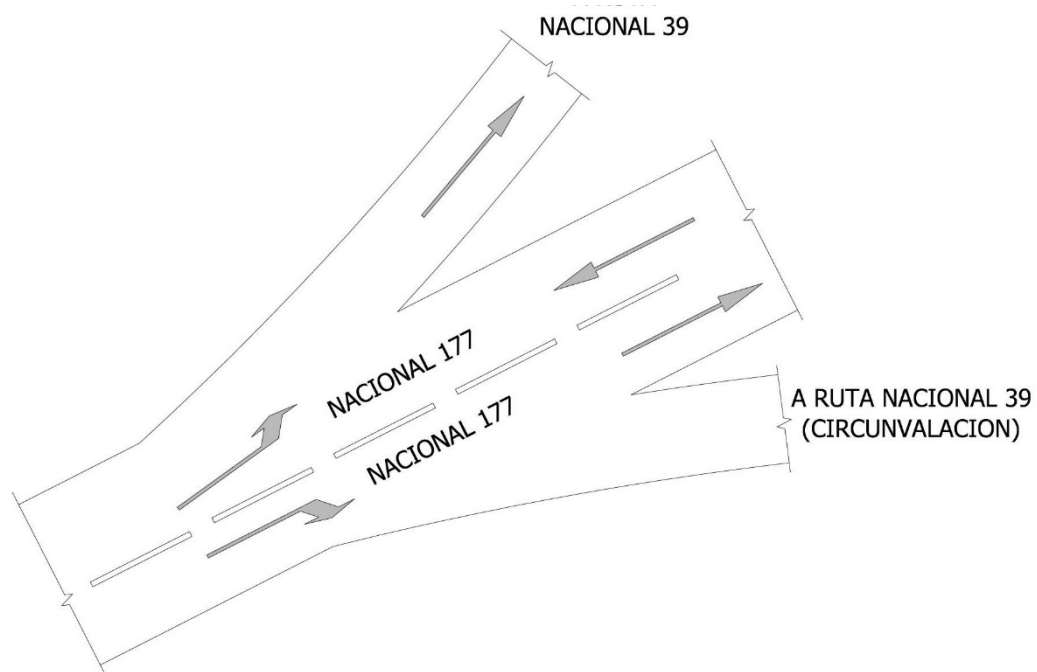 NACIONAL 39
NACIONAL 177
NACIONAL 177
A RUTA NACIONAL 39
(CIRCUNVALACION)